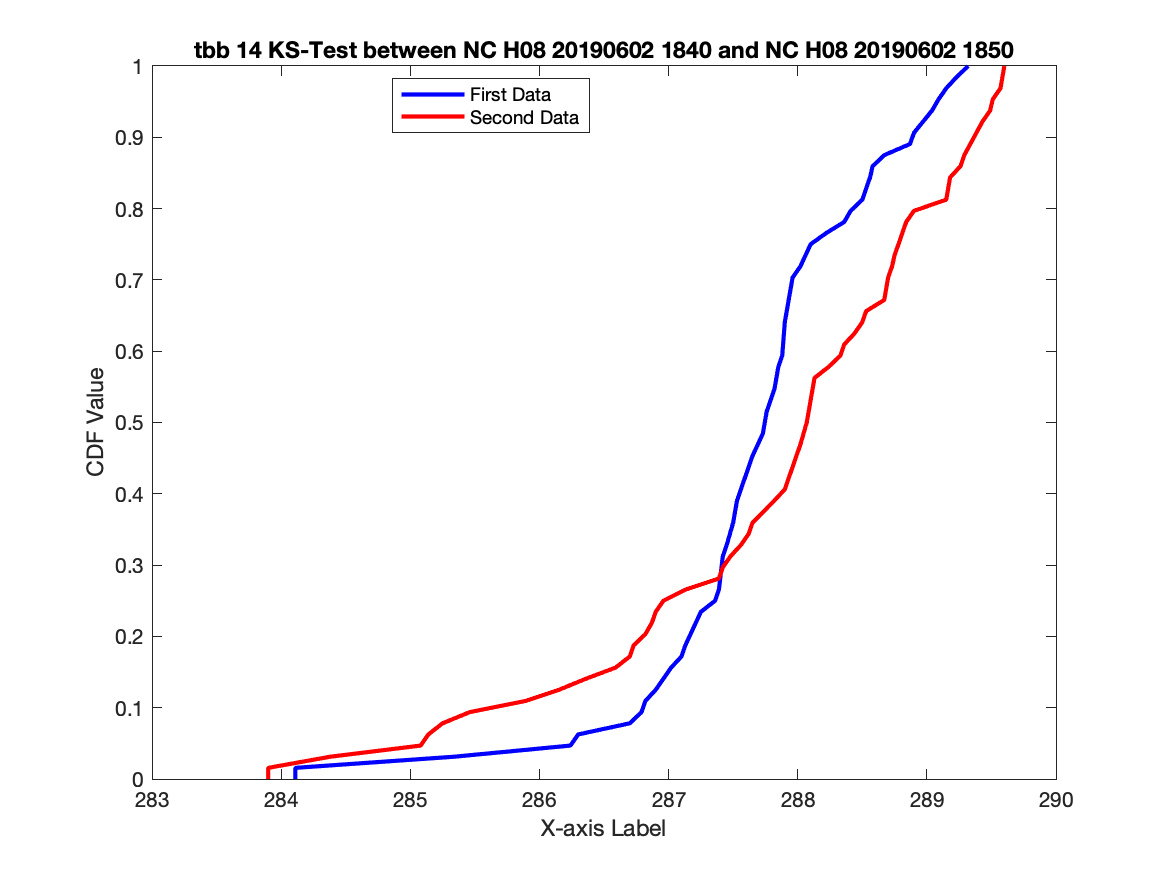 tbb 14 KS-Test between NC H08 20190602 1840 and NC H08 20190602 1850
First Data
Second Data
1
0.9
0.8
0.7
0.6
0.5
0.4
0.3
0.2
0.1
0
CDF Value
283 284 285 286 287 288 289 290
X-axis Label